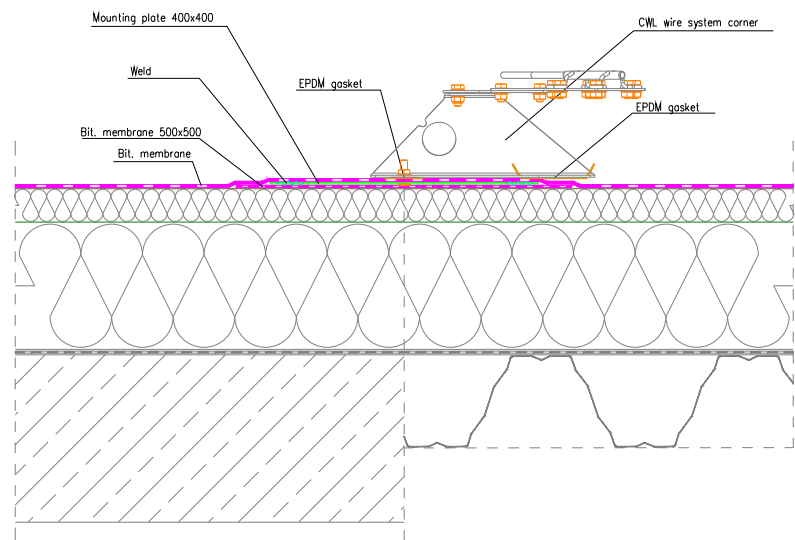 Mounting plate 400x400
CWL wire system corner
Weld
EPDM gasket
EPDM gasket
Bit. membrane 500x500
Bit. membrane